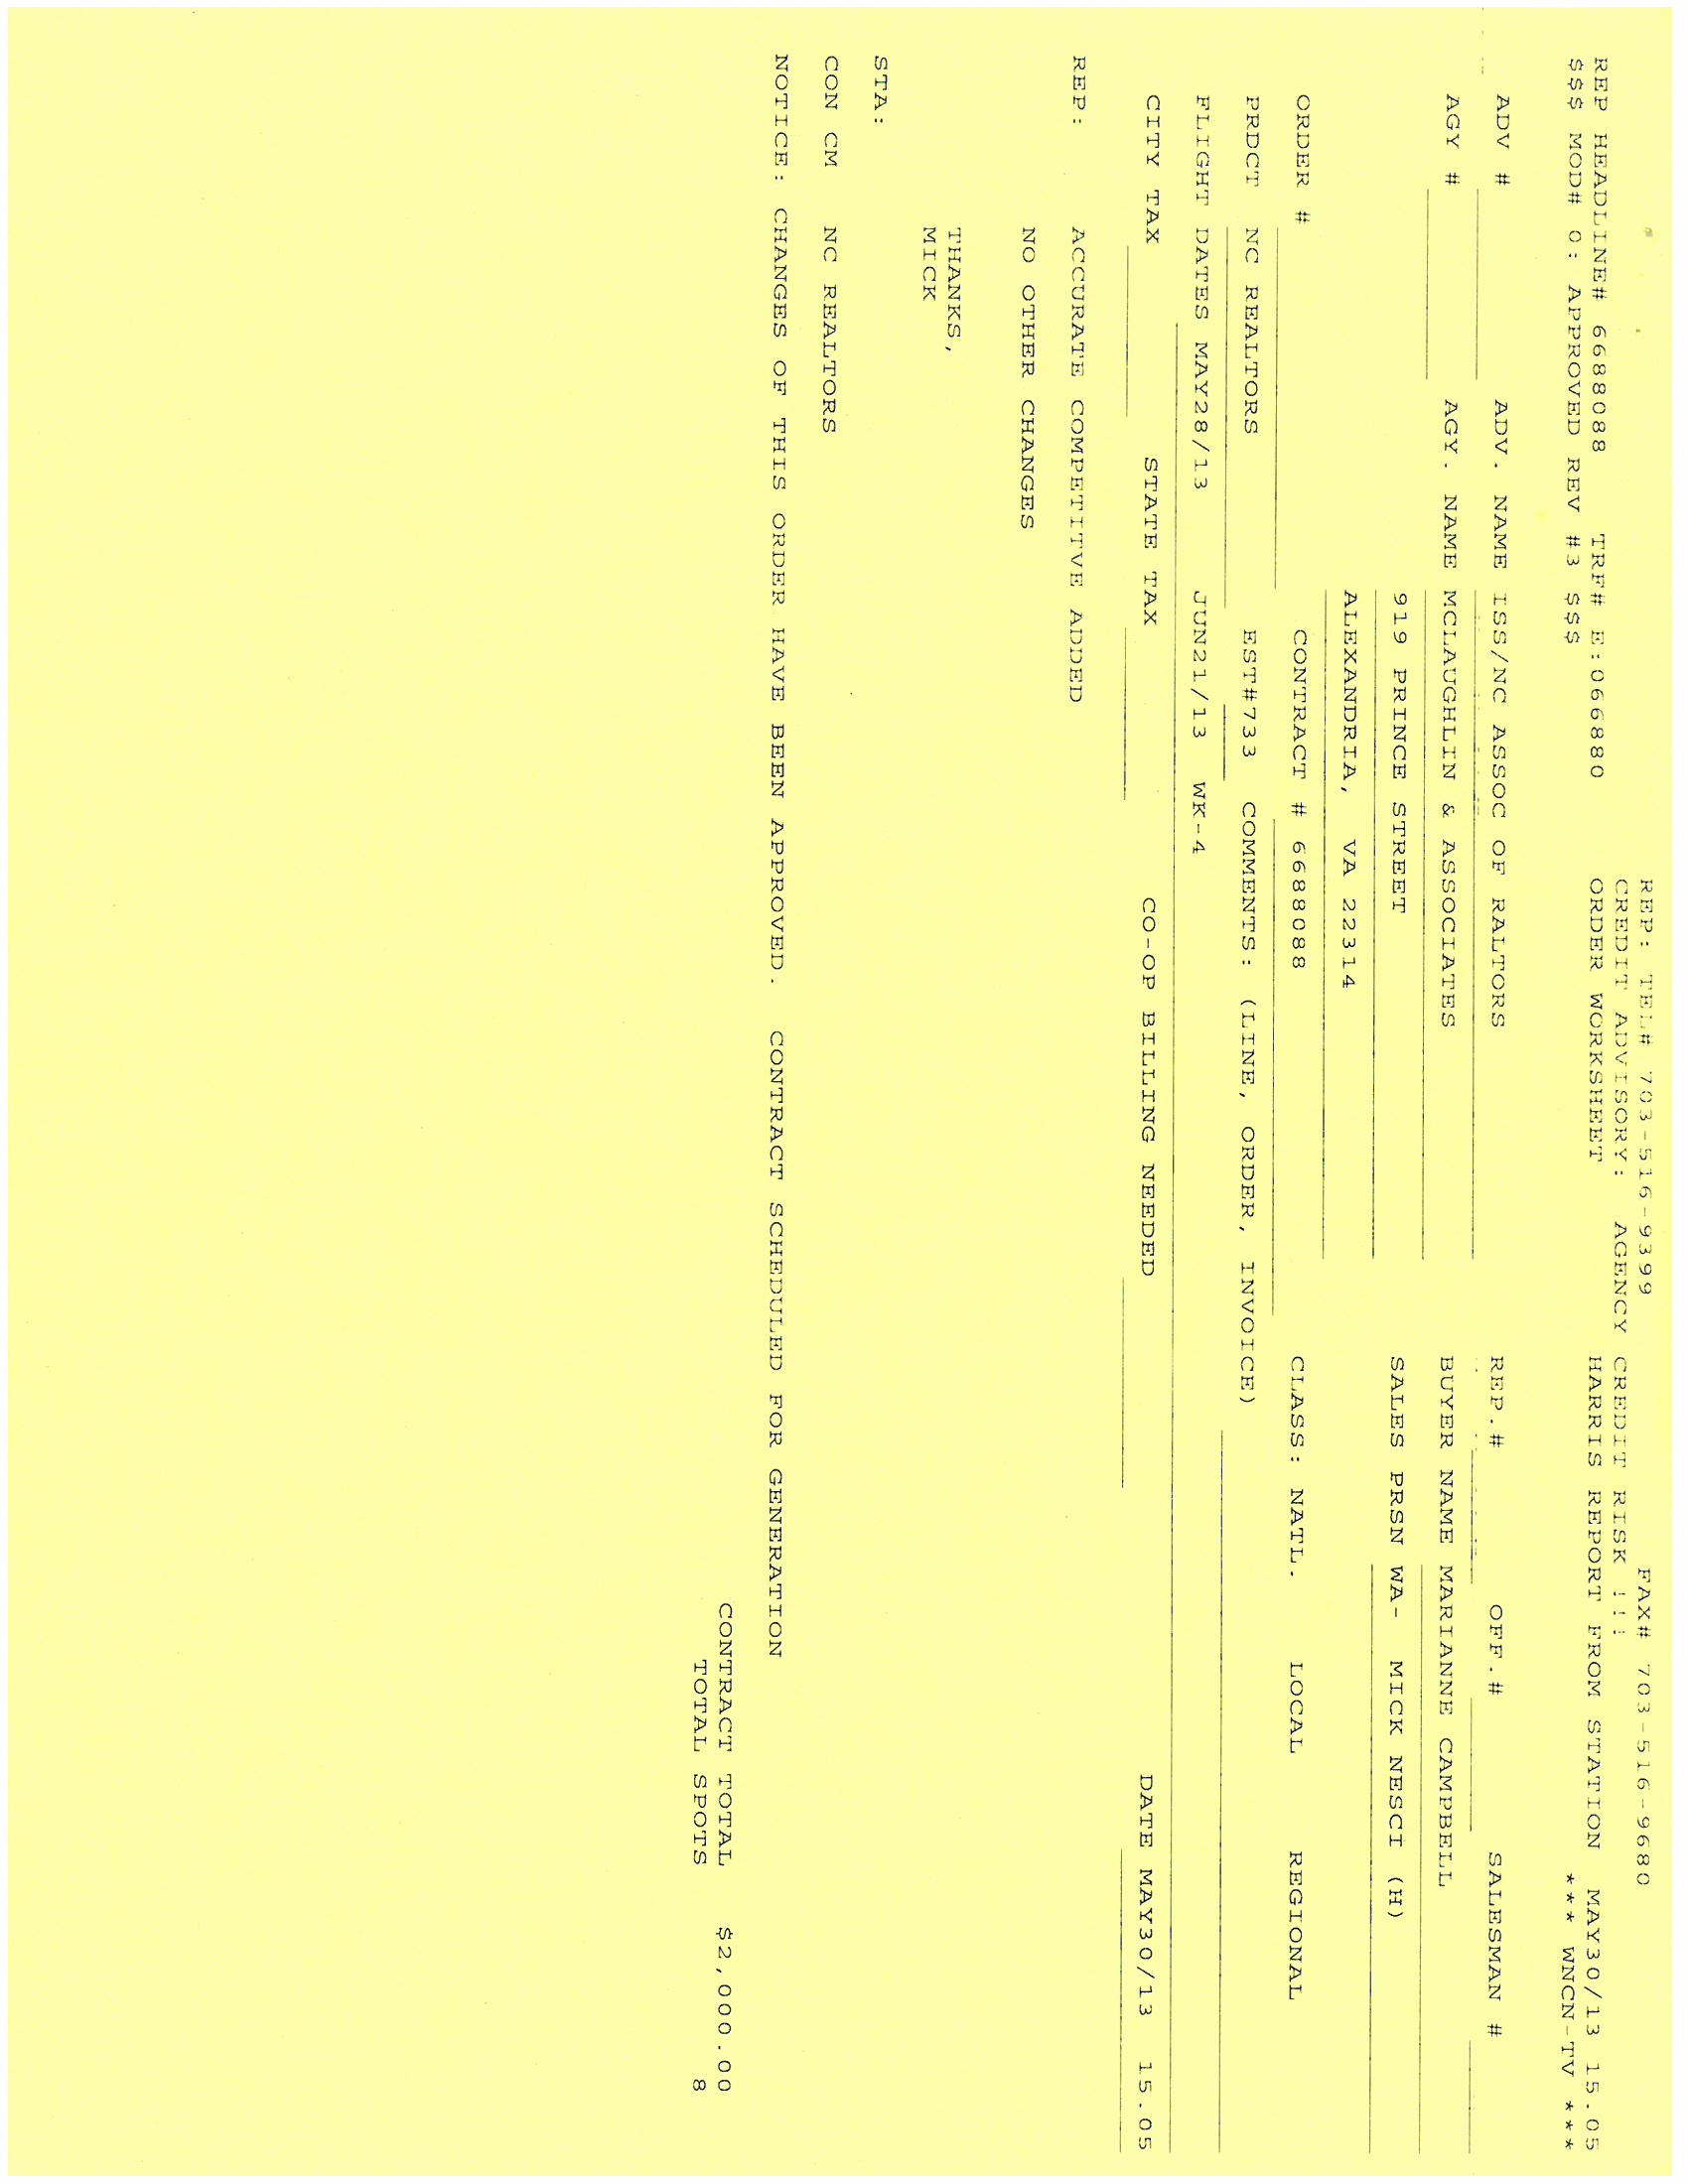 REP: TEL# 703-516-9399 FAX# 703-516-9680
CREDIT ADVISORY: AGENCY CREDIT RISK !!!
REP HEADLINE# 6688088 TRF# E:066880 ORDER WORKSHEET HARRIS REPORT FROM STATION MAY30/13 15.05
$$$ MOD# 0: APPROVED REV #3 $$$ *** WNCN-TV ***
ADV # ADV. NAME ISS/NC ASSOC OF RALTORS REP.# OFF.# SALESMAN #
AGY # AGY. NAME MCLAUGHLIN & ASSOCIATES BUYER NAME MARIANNE CAMPBELL
919 PRINCE STREET SALES PRSN WA- MICK NESCI (H)
ALEXANDRIA, VA 22314
ORDER # CONTRACT # 6688088 CLASS: NATL. LOCAL REGIONAL
PRDCT NC REALTORS EST#733 COMMENTS: (LINE, ORDER, INVOICE)
FLIGHT DATES MAY28/13 JUN21/13 WK-4
CITY TAX STATE TAX CO-OP BILLING NEEDED DATE MAY30/13 15.05
REP: ACCURATE COMPETITVE ADDED
NO OTHER CHANGES
THANKS,
MICK
STA:
CON CM NC REALTORS
NOTICE: CHANGES OF THIS ORDER HAVE BEEN APPROVED. CONTRACT SCHEDULED FOR GENERATION
CONTRACT TOTAL $2,000.00
TOTAL SPOTS 8